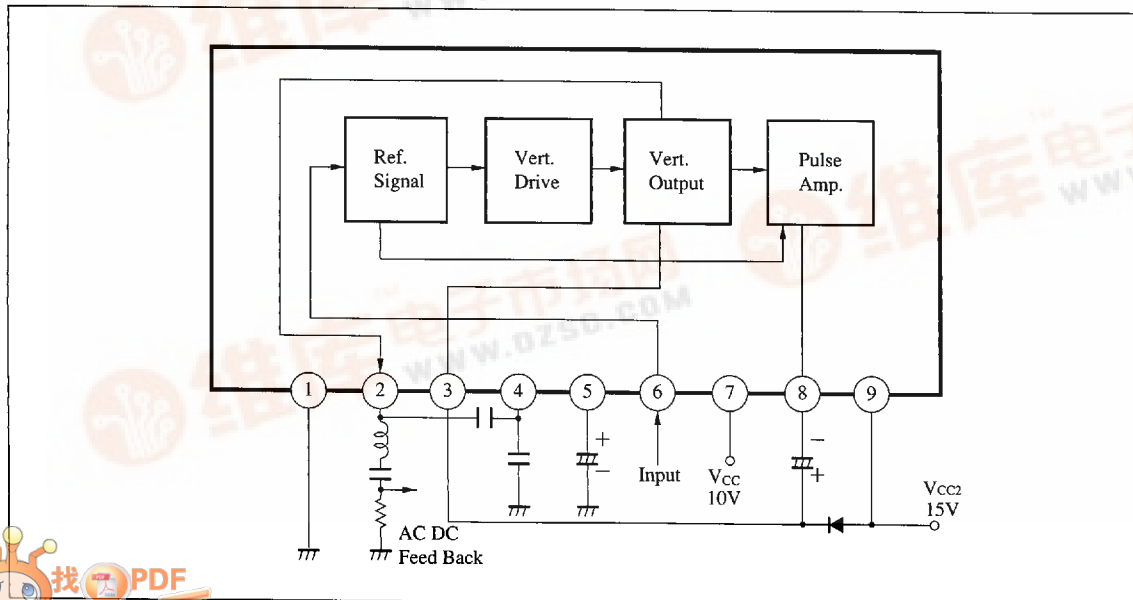 维库
Ref.
Signal
Vert.
Drive
Vert.
Output
Pulse
Amp.
维库电子
维库电子市场网
WWW.DZSC.COM
TM
1
2
3
4
5
6
7
8
9
+
−
−
+
Input
VCC
10V
VCC2
15V
AC DC
Feed Back
找PDF